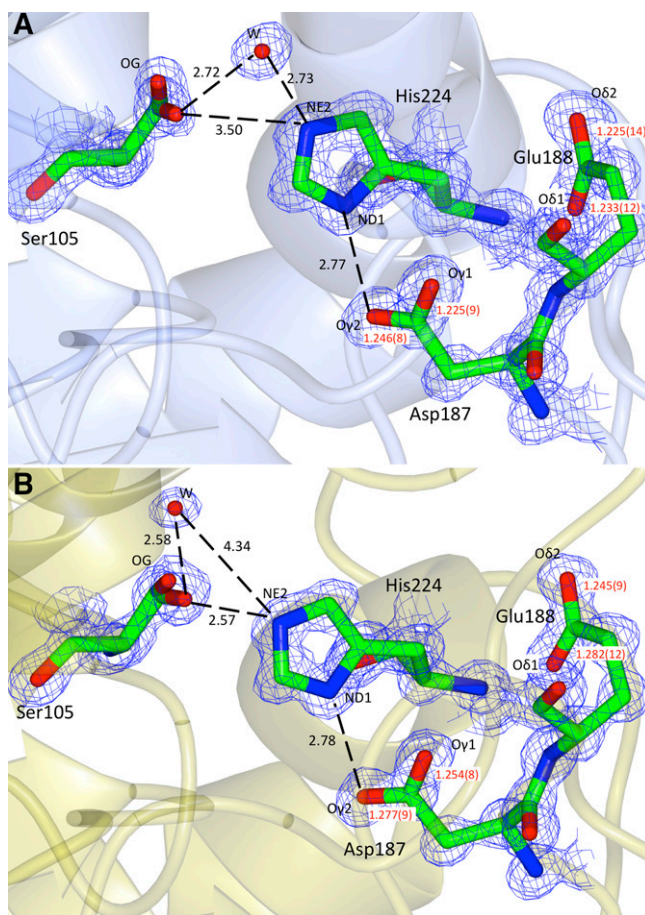 A
W
OG
2.72
2.73
NE2
3.50
His224
Oδ2
1.225(14)
Glu188
Oδ1
1.233(12)
Ser105
ND1
2.77
Oγ1
Oγ2
1.225(9)
1.246(8)
Asp187
B
W
2.58
OG
4.34
NE2
2.57
His224
Oδ2
1.245(9)
Glu188
1.282(12)
Oδ1
Ser105
ND1
2.78
Oγ1
Oγ2
1.254(8)
1.277(9)
Asp187